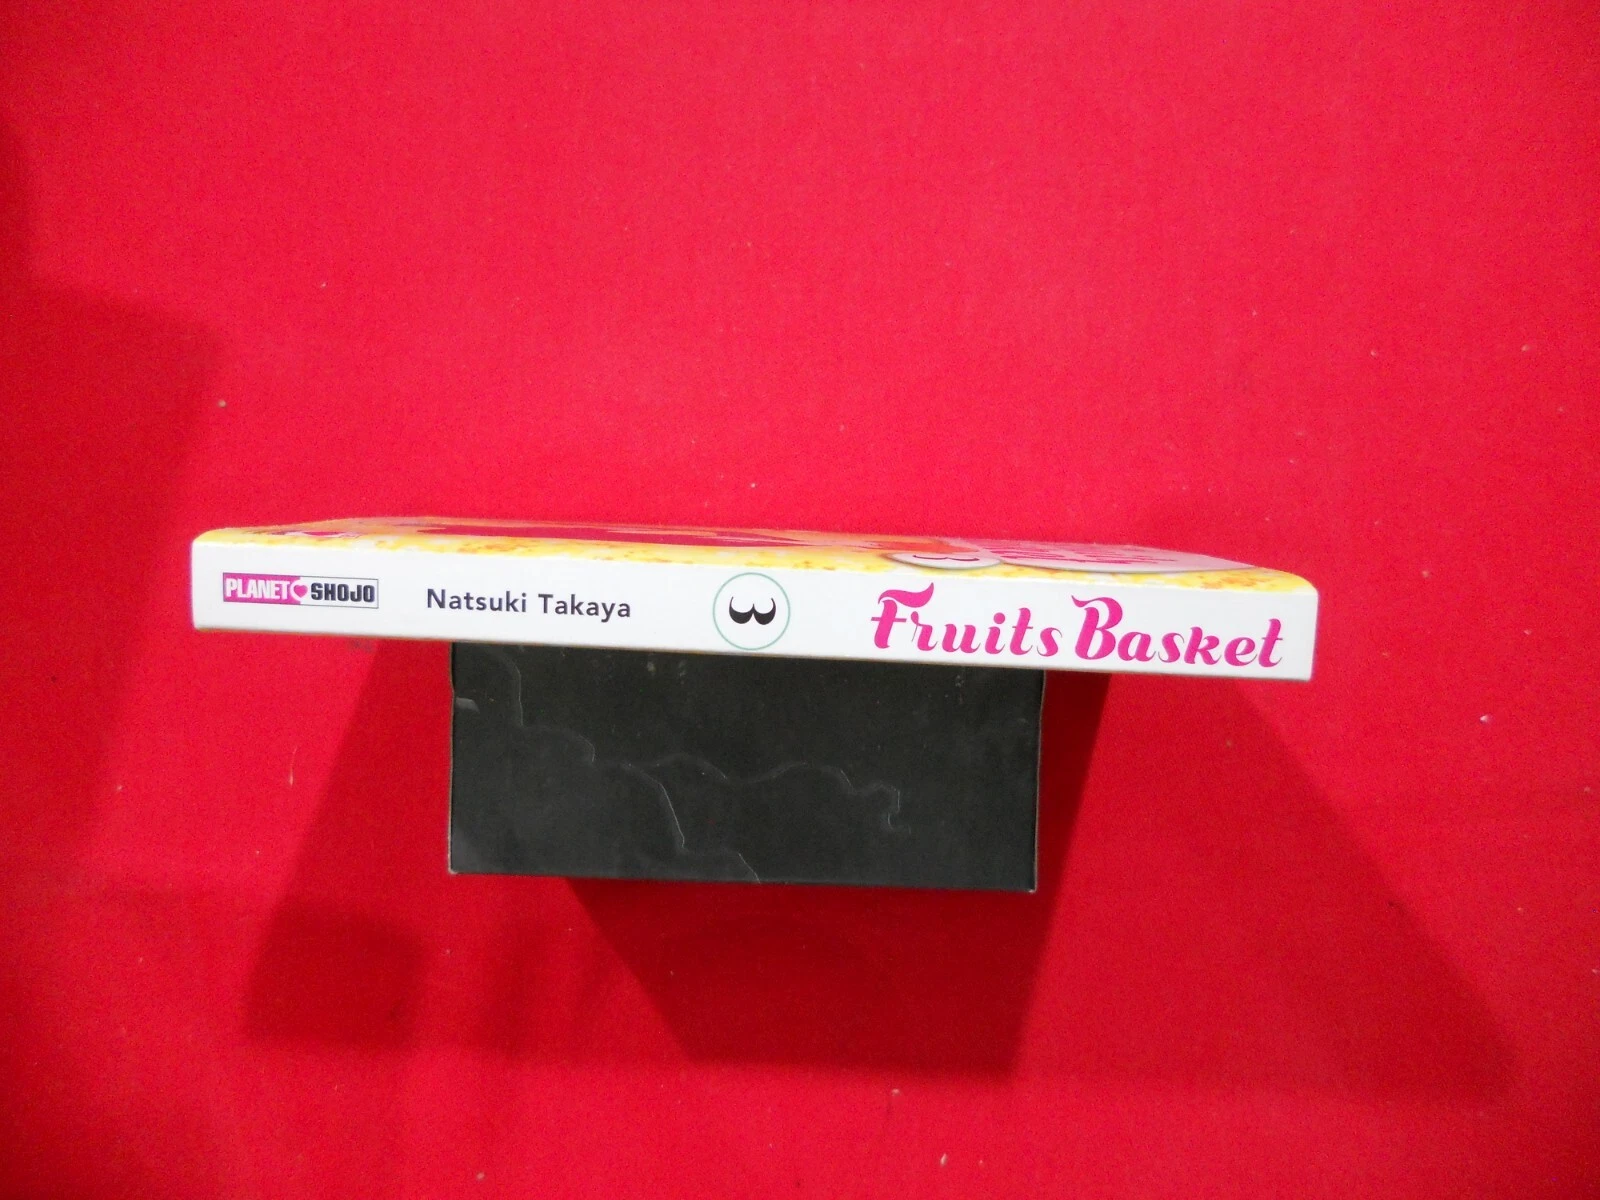 PLANET SHOJO
Natsuki Takaya
3
Fruits Basket